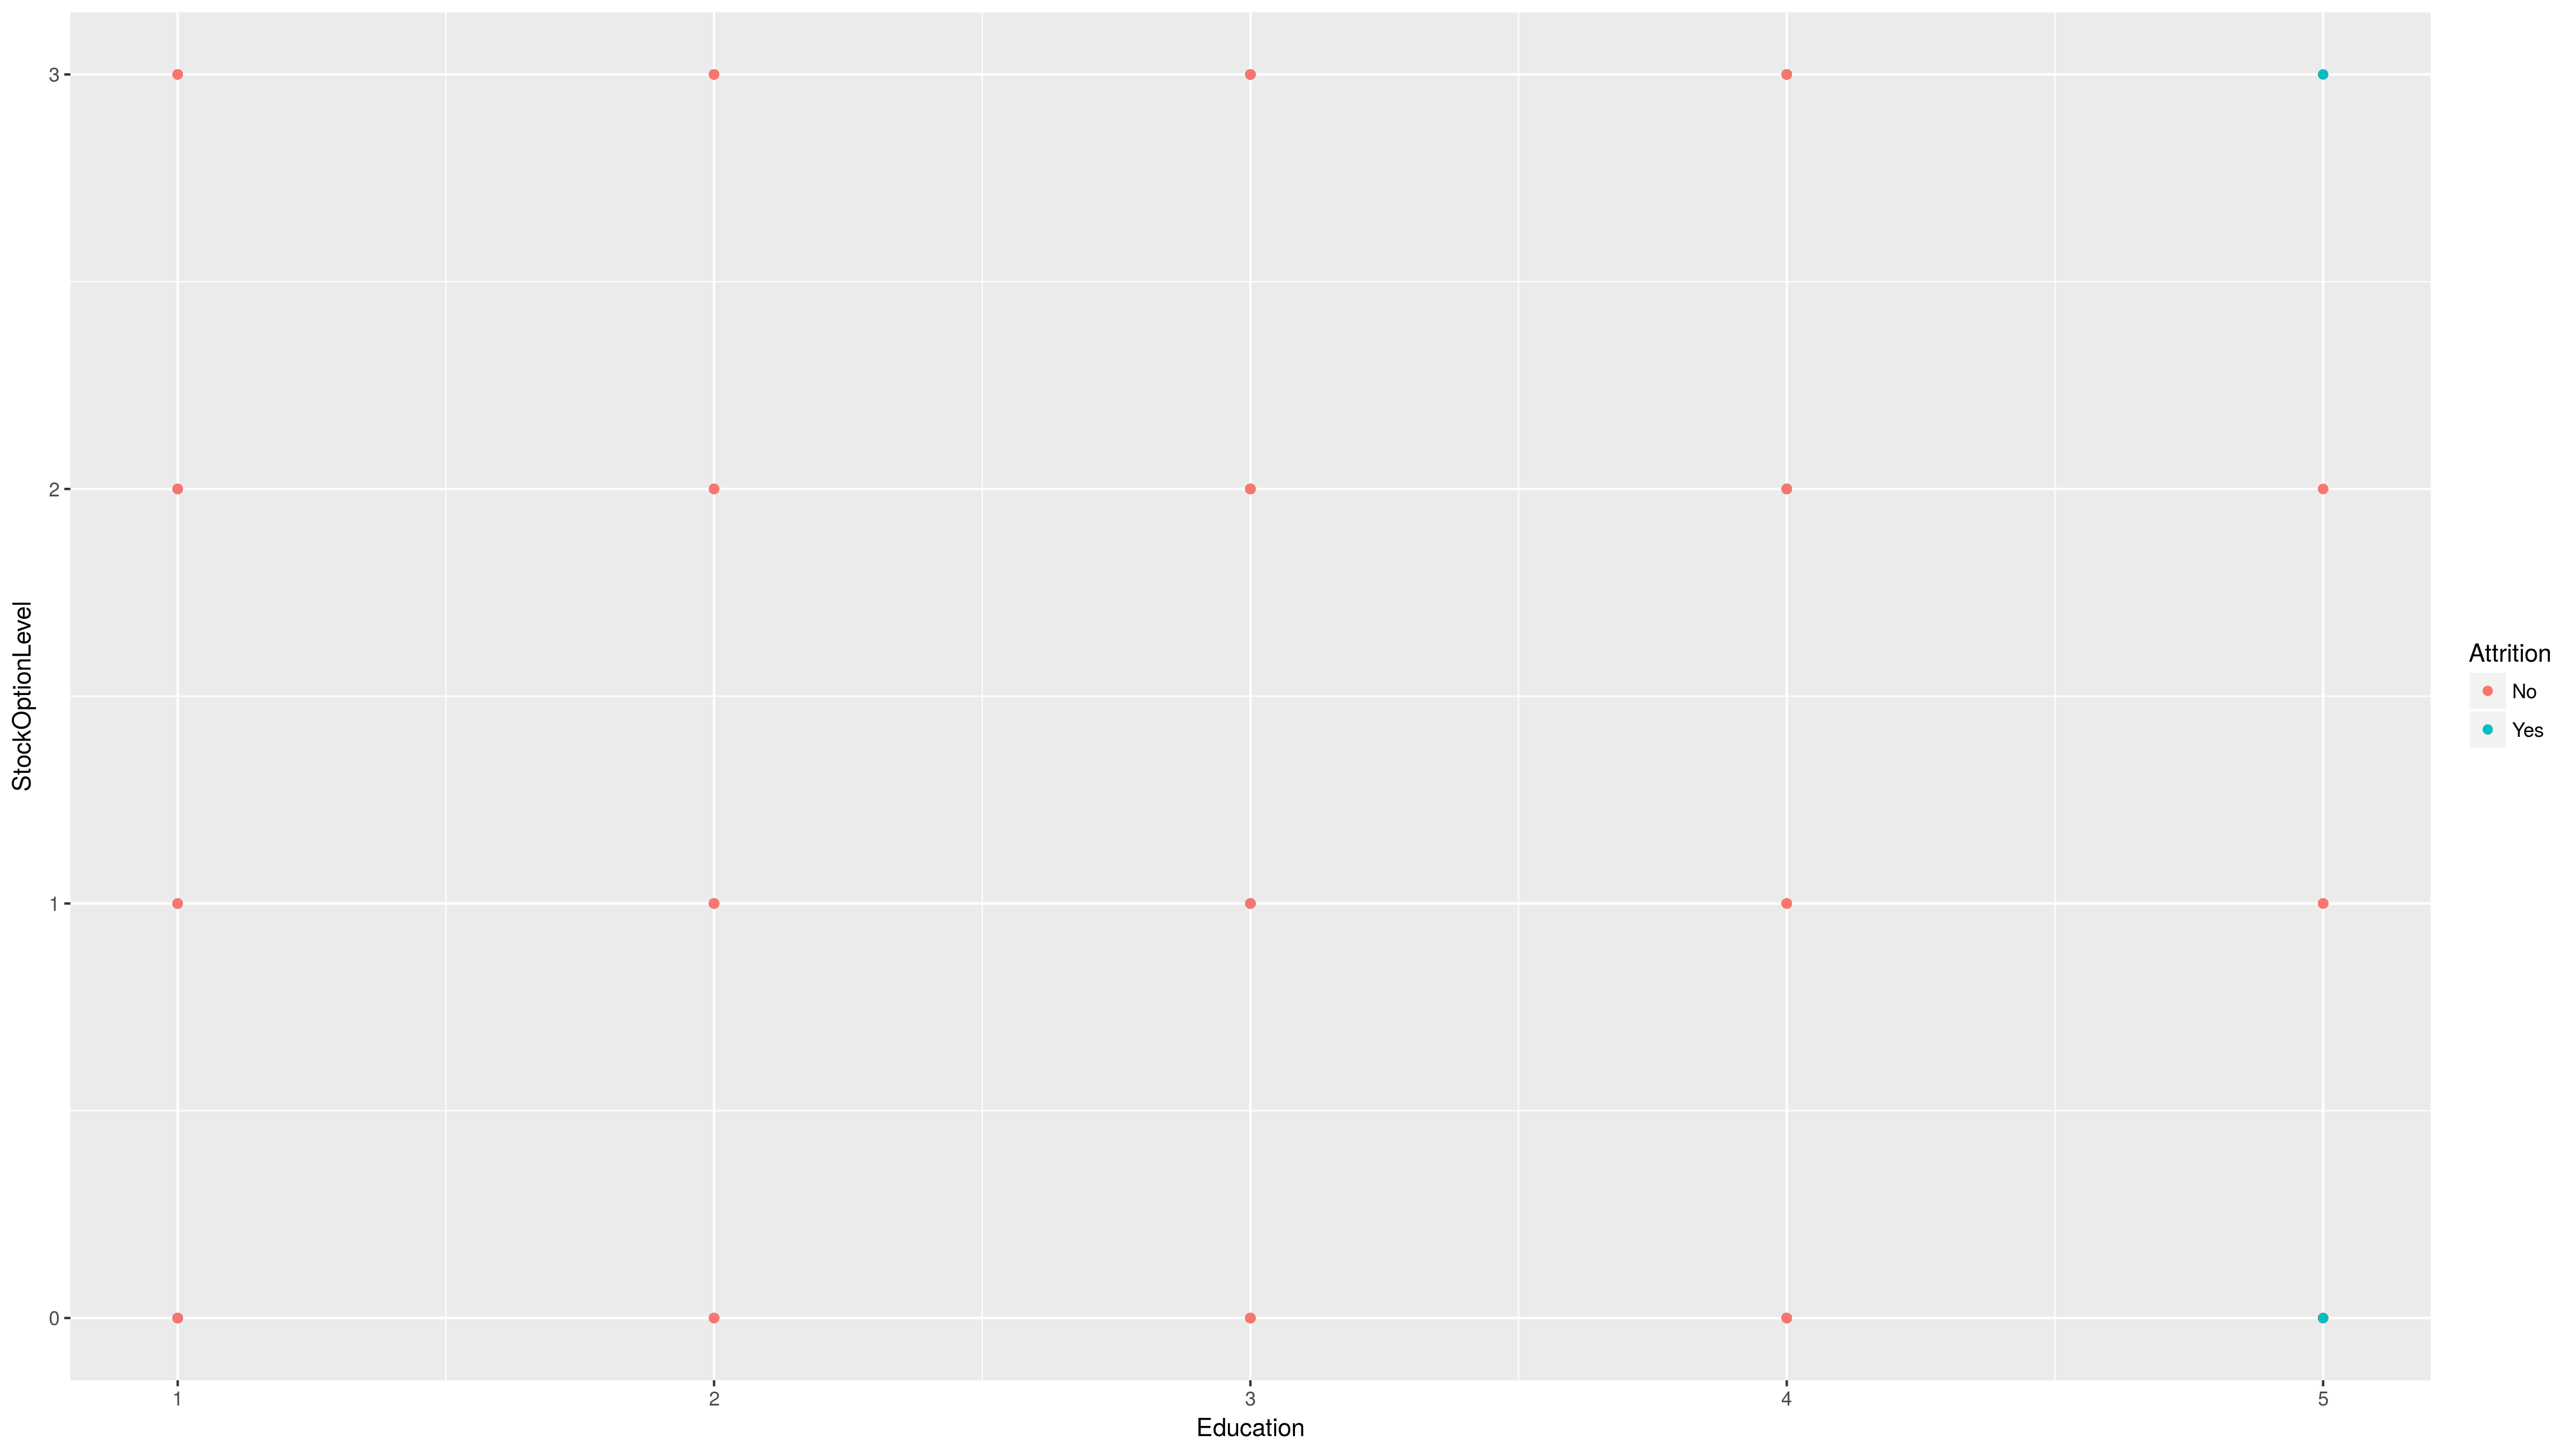 3
2
1
0
StockOptionLevel
1 2 3 4 5
Education
Attrition
No
Yes